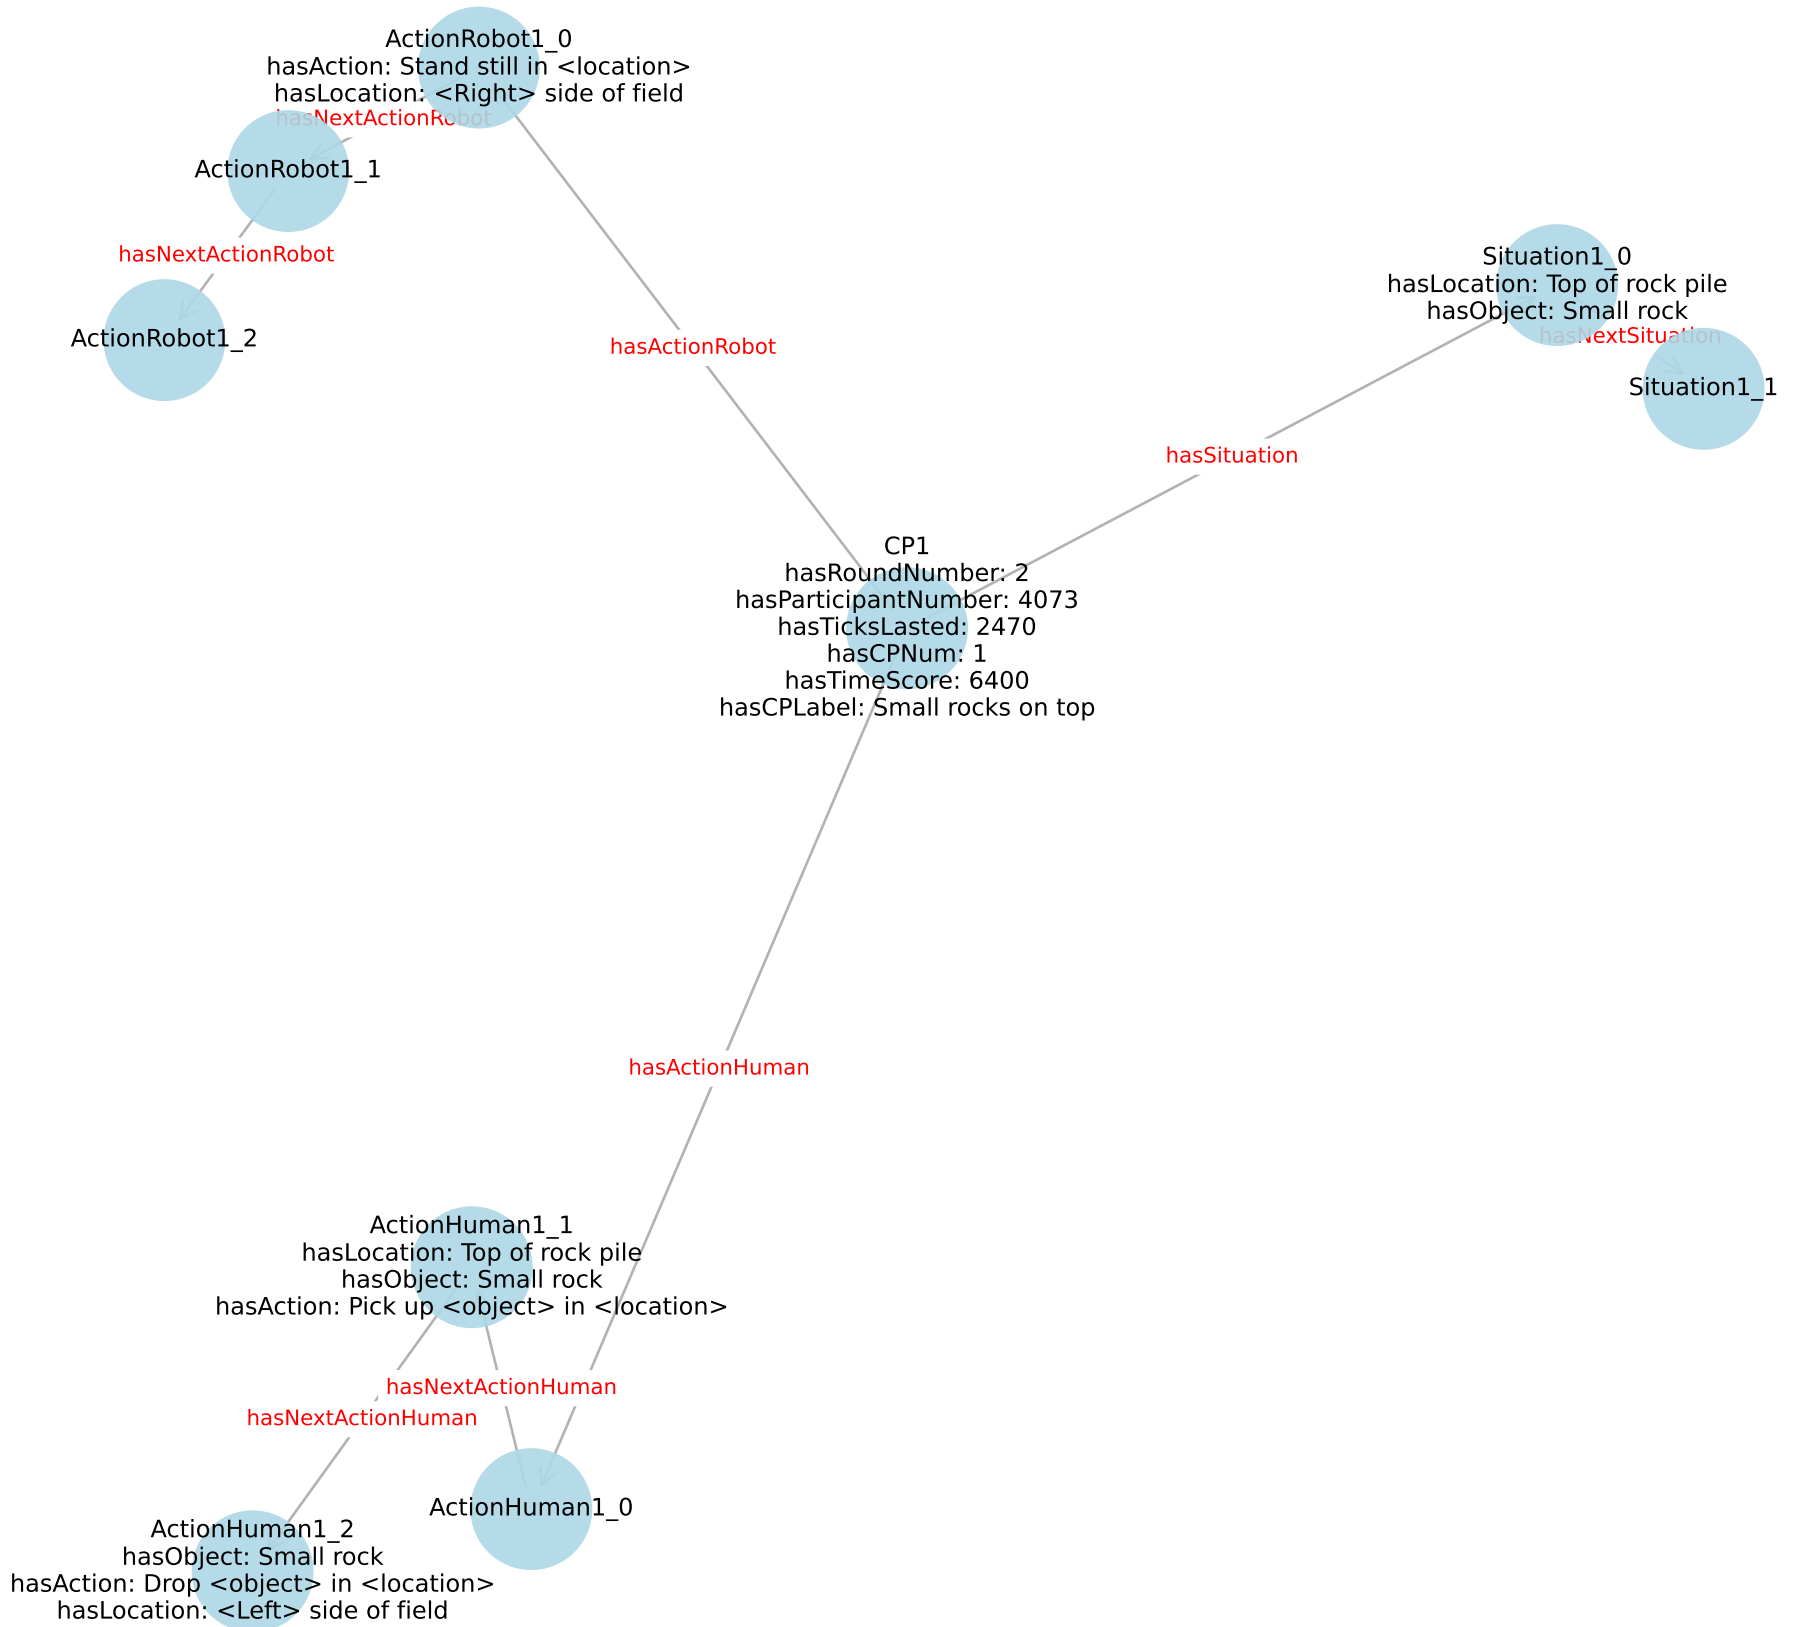 ActionRobot1_0
hasAction: Stand still in <location>
hasLocation: <Right> side of field
hasNextActionRobot
ActionRobot1_1
hasNextActionRobot
ActionRobot1_2
hasActionRobot
Situation1_0
hasLocation: Top of rock pile
hasObject: Small rock
hasNextSituation
Situation1_1
hasSituation
CP1
hasRoundNumber: 2
hasParticipantNumber: 4073
hasTicksLasted: 2470
hasCPNum: 1
hasTimeScore: 6400
hasCPLabel: Small rocks on top
hasActionHuman
ActionHuman1_1
hasLocation: Top of rock pile
hasObject: Small rock
hasAction: Pick up <object> in <location>
hasNextActionHuman
hasNextActionHuman
ActionHuman1_0
ActionHuman1_2
hasObject: Small rock
hasAction: Drop <object> in <location>
hasLocation: <Left> side of field